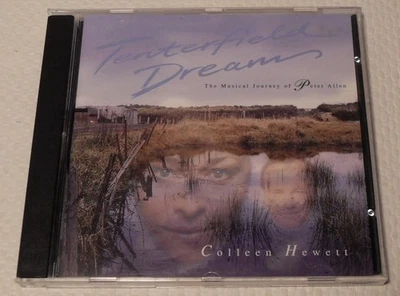 Tenterfield
Dream
The Musical Journey of Peter Allen
Colleen Hewett